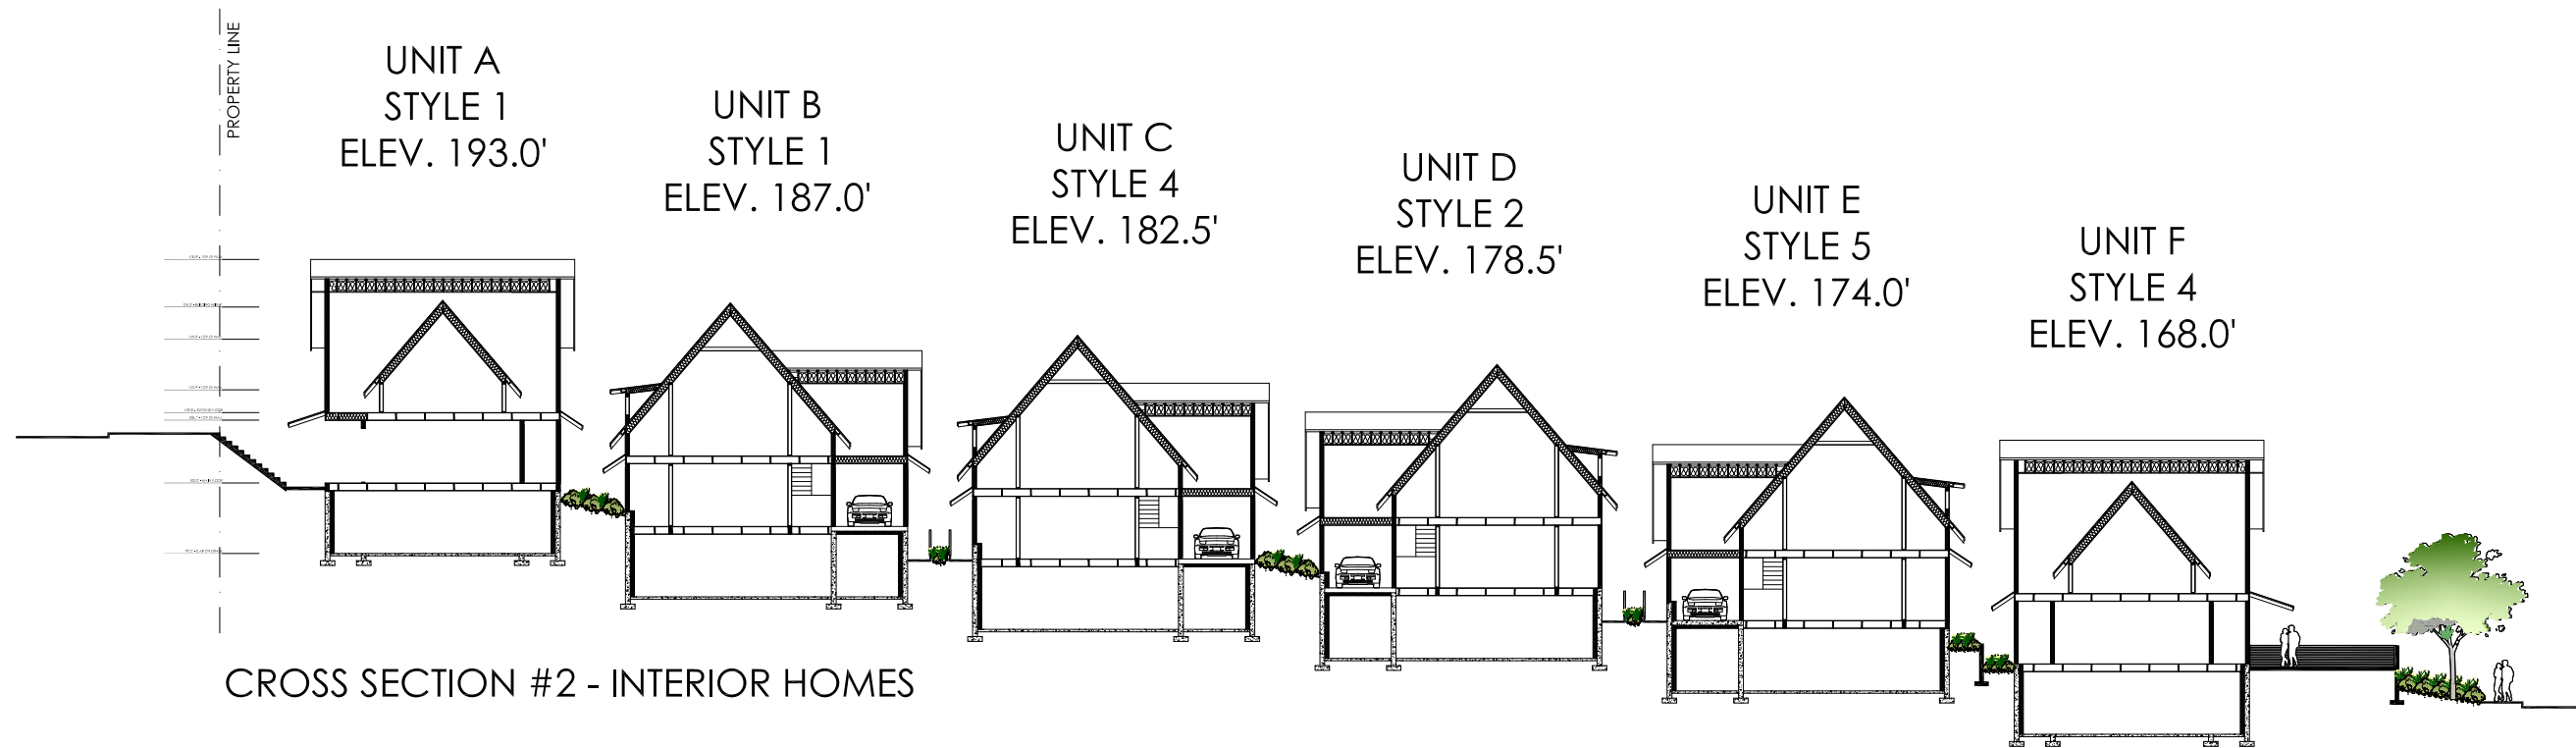 PROPERTY LINE
UNIT A
STYLE 1
ELEV. 193.0'
UNIT B
STYLE 1
ELEV. 187.0'
UNIT C
STYLE 4
ELEV. 182.5'
UNIT D
STYLE 2
ELEV. 178.5'
UNIT E
STYLE 5
ELEV. 174.0'
UNIT F
STYLE 4
ELEV. 168.0'
CROSS SECTION #2 - INTERIOR HOMES